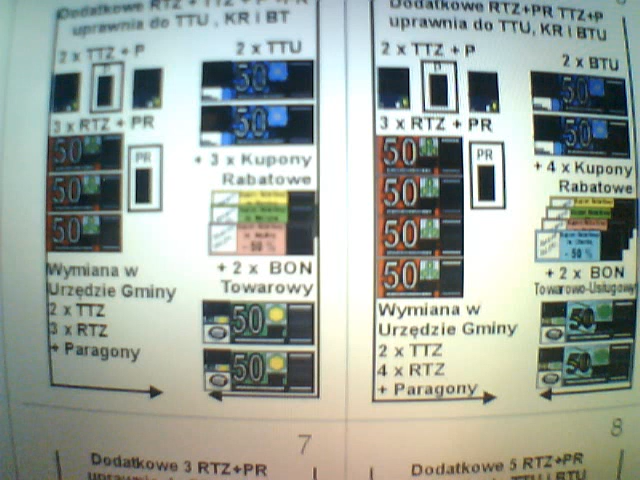 Dodatkowe RTZ + TTZ + P + PR
uprawnia do TTU , KR i BT
2 x TTZ + P
2 x TTU
P
50
50
3 x RTZ + PR
50
50
50
PR
+ 3 x Kupony
Rabatowe
- 50 %
+ 2 x BON
Towarowy
50
50
Wymiana w
Urzędzie Gminy
2 x TTZ
3 x RTZ
+ Paragony
7
Dodatkowe 3 RTZ+PR
Dodatkowe RTZ+PR TTZ+P
uprawnia do TTU, KR i BTU
2 x TTZ + P
2 x BTU
P
50
50
3 x RTZ + PR
50
50
50
50
PR
+ 4 x Kupony
Rabatowe
- 50 %
+ 2 x BON
Towarowo-Usługowy
50
50
Wymiana w
Urzędzie Gminy
2 x TTZ
4 x RTZ
+ Paragony
8
Dodatkowe 5 RTZ+PR